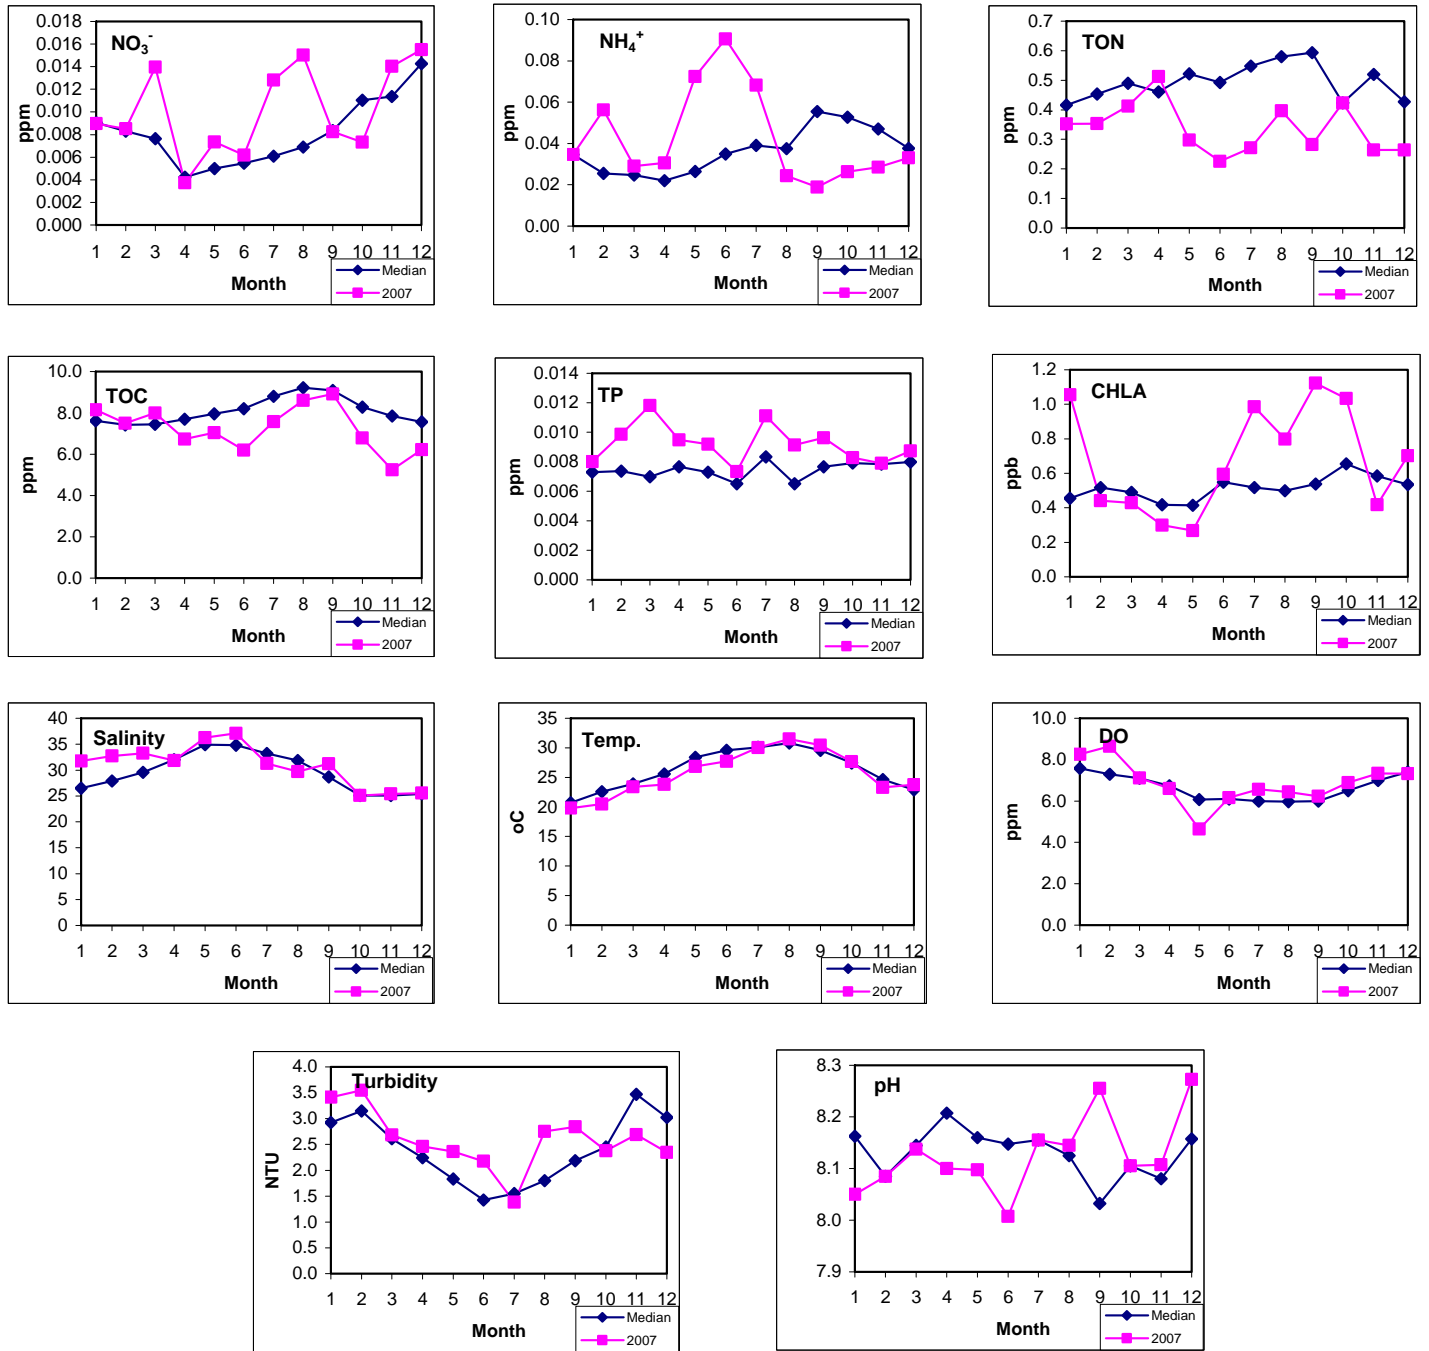 NO3-
ppm
0.018
0.016
0.014
0.012
0.010
0.008
0.006
0.004
0.002
0.000
1 2 3 4 5 6 7 8 9 10 11 12
Month
Median
2007
NH4+
ppm
0.10
0.08
0.06
0.04
0.02
0.00
1 2 3 4 5 6 7 8 9 10 11 12
Month
Median
2007
TON
ppm
0.7
0.6
0.5
0.4
0.3
0.2
0.1
0.0
1 2 3 4 5 6 7 8 9 10 11 12
Month
Median
2007
TOC
ppm
10.0
8.0
6.0
4.0
2.0
0.0
1 2 3 4 5 6 7 8 9 10 11 12
Month
Median
2007
TP
ppm
0.014
0.012
0.010
0.008
0.006
0.004
0.002
0.000
1 2 3 4 5 6 7 8 9 10 11 12
Month
Median
2007
CHLA
ppb
1.2
1.0
0.8
0.6
0.4
0.2
0.0
1 2 3 4 5 6 7 8 9 10 11 12
Month
Median
2007
Salinity
40
35
30
25
20
15
10
5
0
1 2 3 4 5 6 7 8 9 10 11 12
Month
Median
2007
Temp.
oC
35
30
25
20
15
10
5
0
1 2 3 4 5 6 7 8 9 10 11 12
Month
Median
2007
DO
ppm
10.0
8.0
6.0
4.0
2.0
0.0
1 2 3 4 5 6 7 8 9 10 11 12
Month
Median
2007
Turbidity
NTU
4.0
3.5
3.0
2.5
2.0
1.5
1.0
0.5
0.0
1 2 3 4 5 6 7 8 9 10 11 12
Month
Median
2007
pH
8.3
8.2
8.1
8.0
7.9
1 2 3 4 5 6 7 8 9 10 11 12
Month
Median
2007